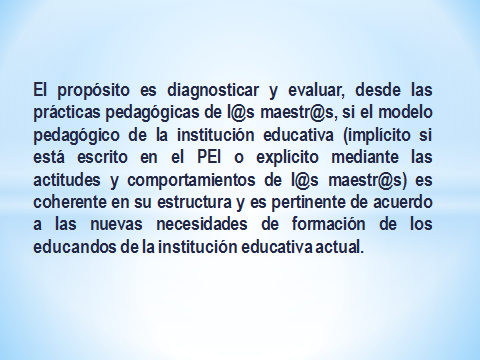 El propósito es diagnosticar y evaluar, desde las
prácticas pedagógicas de l@s maestr@s, si el modelo
pedagógico de la institución educativa (implícito si
está escrito en el PEI o explícito mediante las
actitudes y comportamientos de l@s maestr@s) es
coherente en su estructura y es pertinente de acuerdo
a las nuevas necesidades de formación de los
educandos de la institución educativa actual.